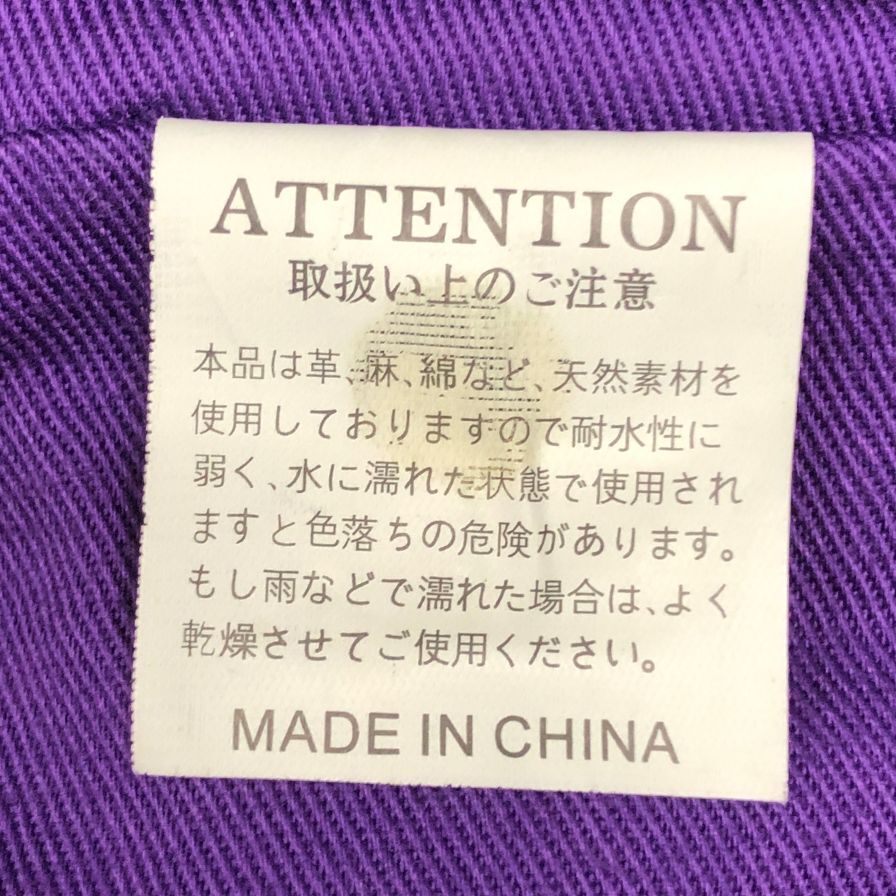 ATTENTION
取扱い上のご注意
本品は革、麻、綿など、天然素材を
使用しておりますので耐水性に
弱く、水に濡れた状態で使用され
ますと色落ちの危険があります。
もし雨などで濡れた場合は、よく
乾燥させてご使用ください。
MADE IN CHINA